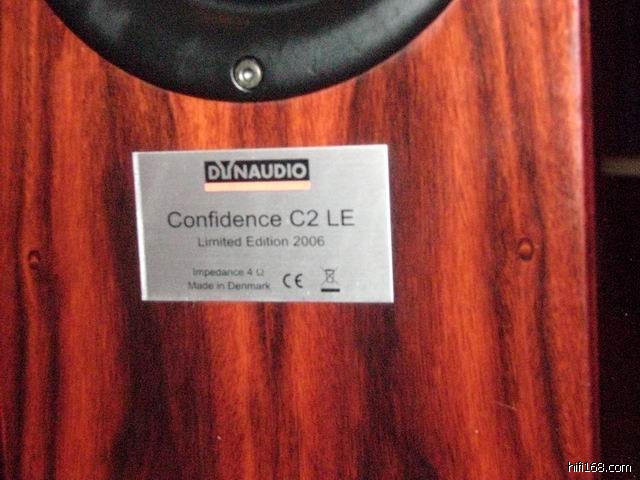 DYNAUDIO
Confidence C2 LE
Limited Edition 2006
Impedance 4 Ω
Made in Denmark
CE
hifi168.com